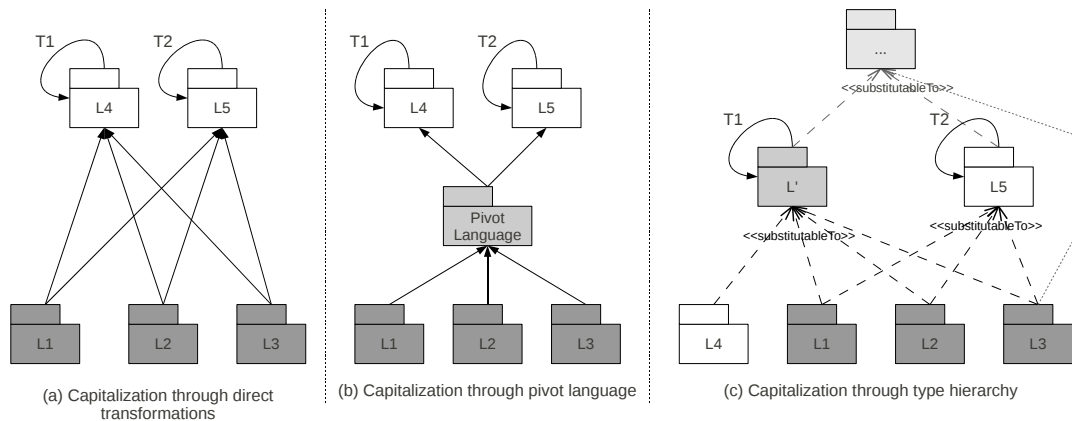 T1
T2
L4
L5
L1
L2
L3
(a) Capitalization through direct
transformations
T1
T2
L4
L5
Pivot
Language
L1
L2
L3
(b) Capitalization through pivot language
...
<<substitutableTo>>
T1
T2
L'
L5
<<substitutableTo>>
<<substitutableTo>>
L4
L1
L2
L3
(c) Capitalization through type hierarchy